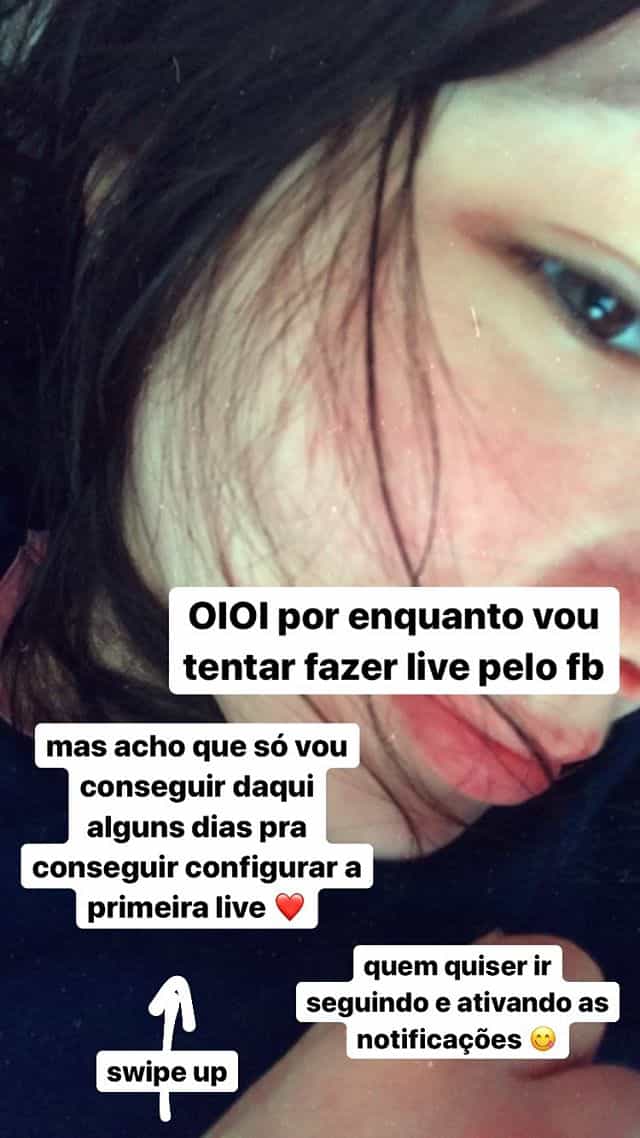 OIOI por enquanto vou
tentar fazer live pelo fb
mas acho que só vou
conseguir daqui
alguns dias pra
conseguir configurar a
primeira live ❤️
quem quiser ir
seguindo e ativando as
notificações 😋
swipe up